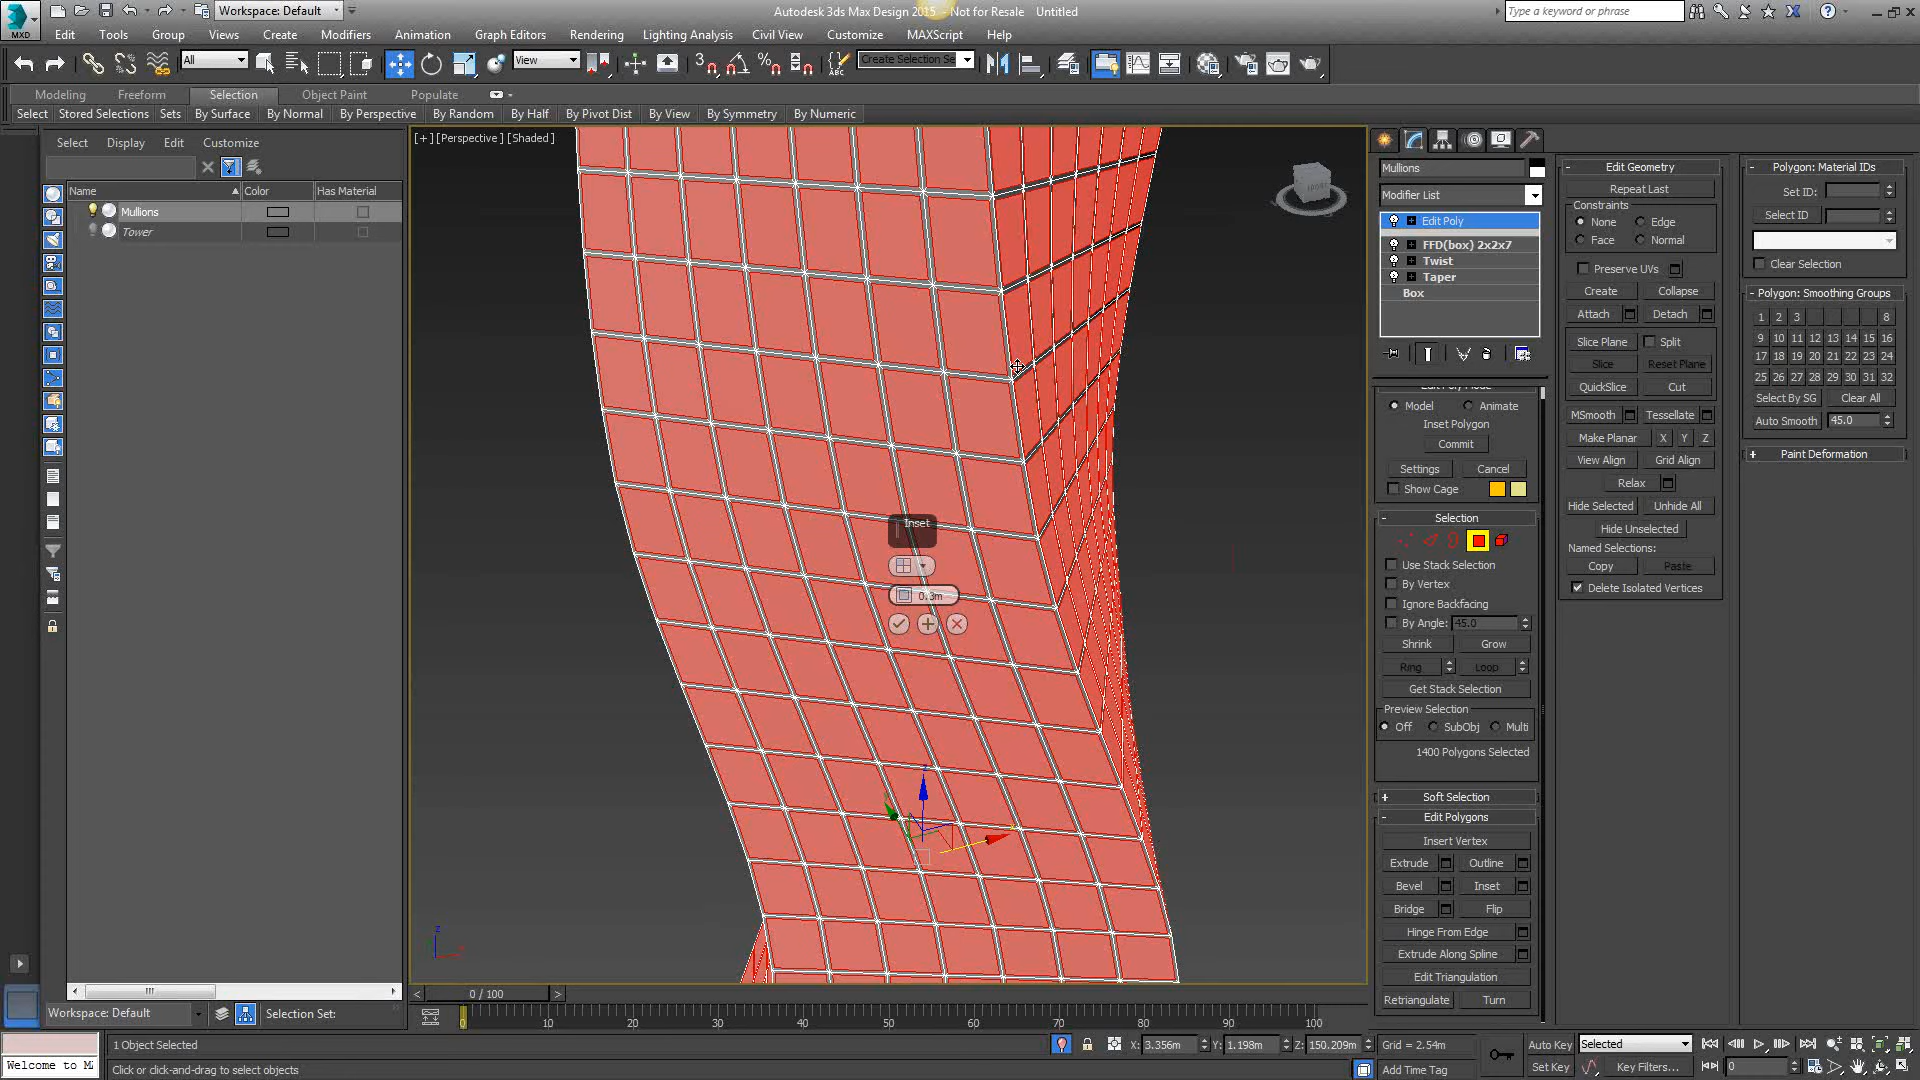 Workspace: Default
Autodesk 3ds Max Design 2015 - Not for Resale Untitled
Type a keyword or phrase
MXD
Edit Tools Group Views Create Modifiers Animation Graph Editors Rendering Lighting Analysis Civil View Customize MAXScript Help
All
View
Create Selection Se
Modeling Freeform Selection Object Paint Populate
Select Stored Selections Sets By Surface By Normal By Perspective By Random By Half By Pivot Dist By View By Symmetry By Numeric
Select Display Edit Customize
Name Color Has Material
Mullions
Tower
[+] [Perspective] [Shaded]
Inset
0.3m
Mullions
Modifier List
Edit Poly
FFD(box) 2x2x7
Twist
Taper
Box
Edit Poly Mode
Model Animate
Inset Polygon
Commit
Settings Cancel
Show Cage
Selection
Use Stack Selection
By Vertex
Ignore Backfacing
By Angle: 45.0
Shrink Grow
Ring Loop
Get Stack Selection
Preview Selection
Off SubObj Multi
1400 Polygons Selected
Soft Selection
Edit Polygons
Insert Vertex
Extrude Outline
Bevel Inset
Bridge Flip
Hinge From Edge
Extrude Along Spline
Edit Triangulation
Retriangulate Turn
Edit Geometry
Repeat Last
Constraints
None Edge
Face Normal
Preserve UVs
Create Collapse
Attach Detach
Slice Plane Split
Slice Reset Plane
QuickSlice Cut
MSmooth Tessellate
Make Planar X Y Z
View Align Grid Align
Relax
Hide Selected Unhide All
Hide Unselected
Named Selections:
Copy Paste
Delete Isolated Vertices
Polygon: Material IDs
Set ID:
Select ID
Clear Selection
Polygon: Smoothing Groups
1 2 3 8
9 10 11 12 13 14 15 16
17 18 19 20 21 22 23 24
25 26 27 28 29 30 31 32
Select By SG Clear All
Auto Smooth 45.0
Paint Deformation
0 / 100
Workspace: Default
Selection Set:
0 10 20 30 40 50 60 70 80 90 100
1 Object Selected
X: 3.356m Y: 1.198m Z: 150.209m Grid = 2.54m
Auto Key Selected
Welcome to M
Click or click-and-drag to select objects
Add Time Tag
Set Key Key Filters...
0